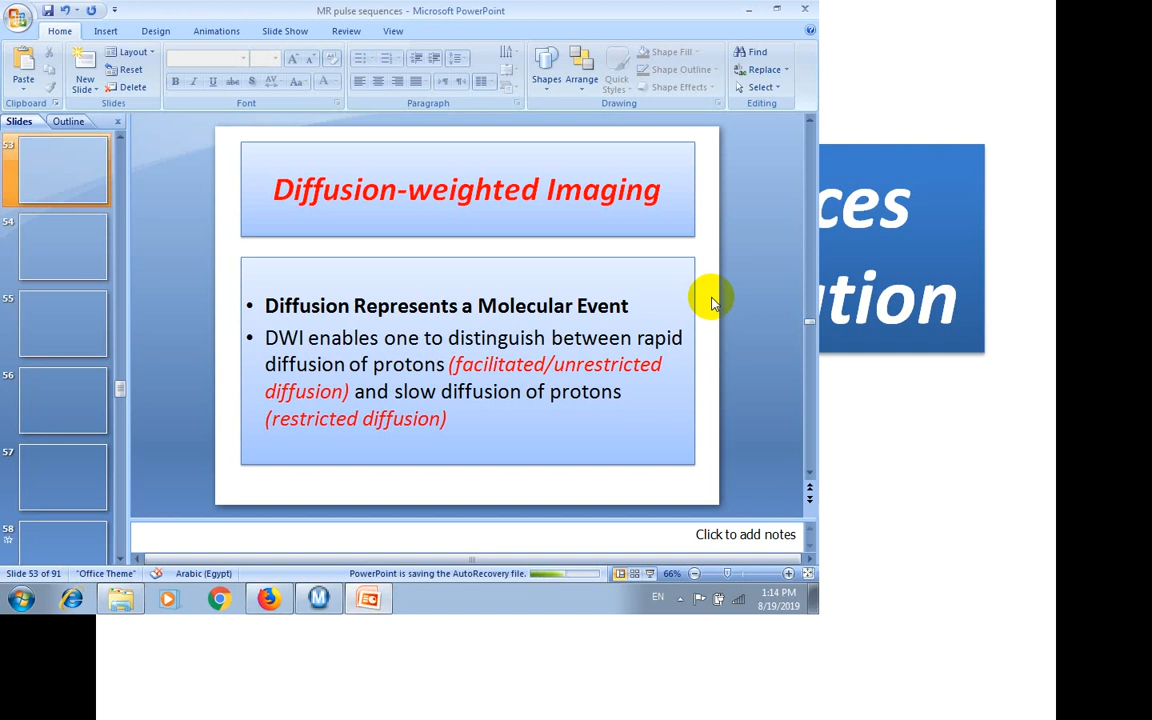 MR pulse sequences - Microsoft PowerPoint
Home Insert Design Animations Slide Show Review View
Paste
Clipboard
New Slide
Layout
Reset
Delete
Slides
B I U abc S AV Aa A
Font
Paragraph
Shapes
Arrange
Quick Styles
Shape Fill
Shape Outline
Shape Effects
Drawing
Find
Replace
Select
Editing
Slides Outline
53
54
55
56
57
58
Diffusion-weighted Imaging
• Diffusion Represents a Molecular Event
• DWI enables one to distinguish between rapid
diffusion of protons (facilitated/unrestricted
diffusion) and slow diffusion of protons
(restricted diffusion)
ces
ution
Click to add notes
Slide 53 of 91 "Office Theme" Arabic (Egypt) PowerPoint is saving the AutoRecovery file. 66%
EN
1:14 PM
8/19/2019